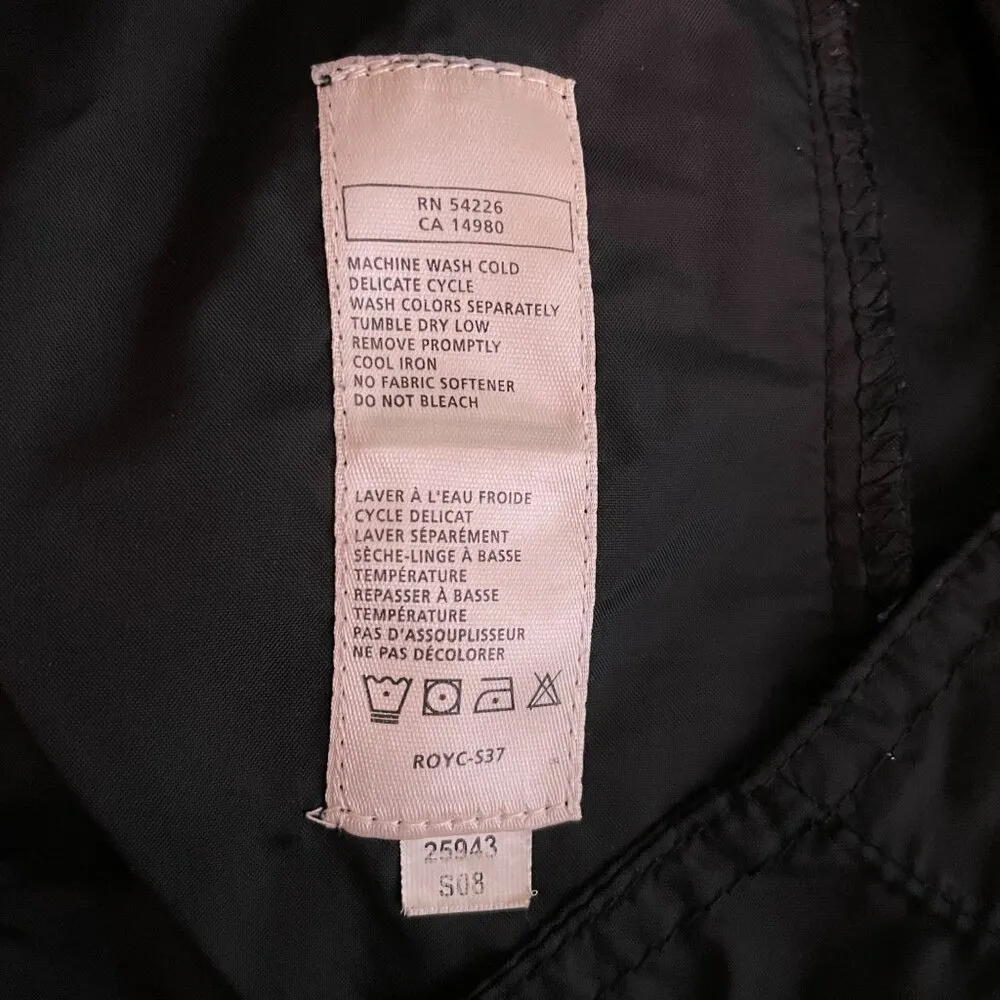 RN 54226
CA 14980
MACHINE WASH COLD
DELICATE CYCLE
WASH COLORS SEPARATELY
TUMBLE DRY LOW
REMOVE PROMPTLY
COOL IRON
NO FABRIC SOFTENER
DO NOT BLEACH
LAVER À L'EAU FROIDE
CYCLE DELICAT
LAVER SÉPARÉMENT
SÈCHE-LINGE À BASSE
TEMPÉRATURE
REPASSER À BASSE
TEMPÉRATURE
PAS D'ASSOUPLISSEUR
NE PAS DÉCOLORER
ROYC-S37
25943
S08